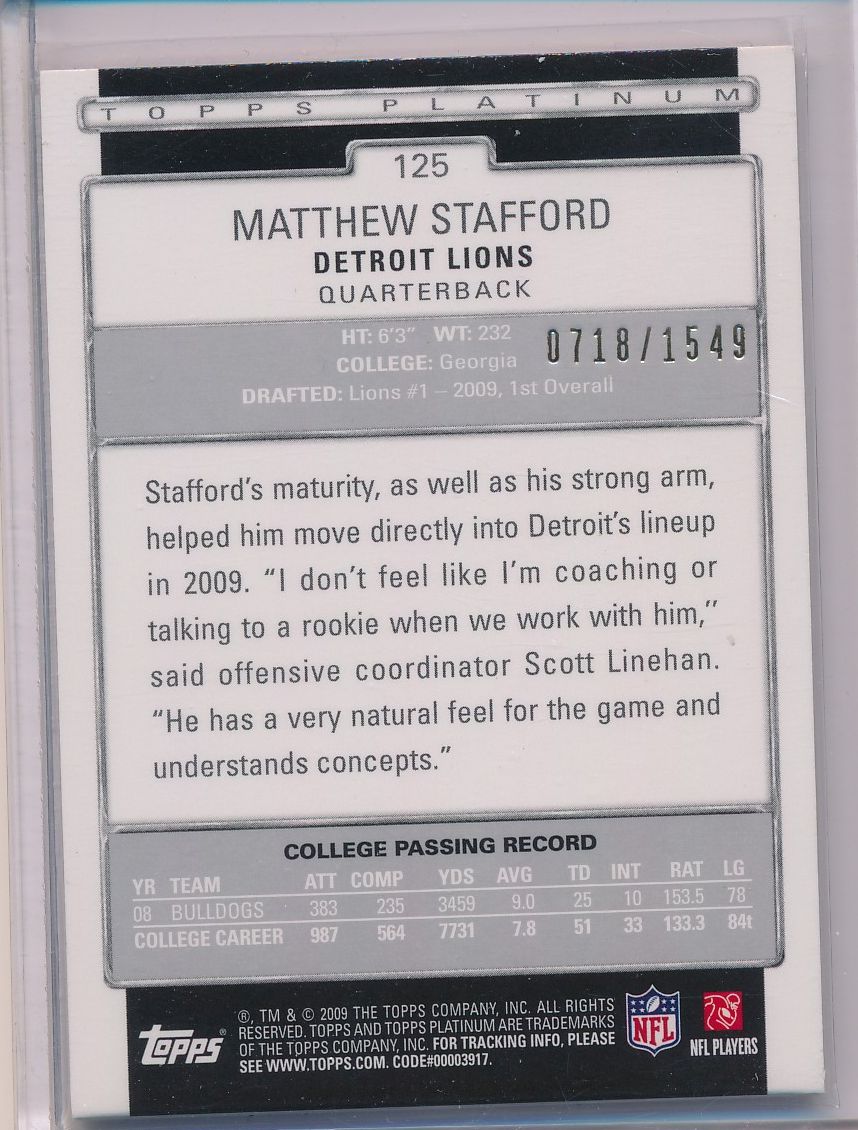 TOPPS PLATINUM
125
MATTHEW STAFFORD
DETROIT LIONS
QUARTERBACK
HT: 6'3" WT: 232
COLLEGE: Georgia
DRAFTED: Lions #1 – 2009, 1st Overall
0718/1549
Stafford's maturity, as well as his strong arm,
helped him move directly into Detroit's lineup
in 2009. "I don't feel like I'm coaching or
talking to a rookie when we work with him,"
said offensive coordinator Scott Linehan.
"He has a very natural feel for the game and
understands concepts."
COLLEGE PASSING RECORD
YR TEAM ATT COMP YDS AVG TD INT RAT LG
08 BULLDOGS 383 235 3459 9.0 25 10 153.5 78
COLLEGE CAREER 987 564 7731 7.8 51 33 133.3 84t
topps®
®, TM & © 2009 THE TOPPS COMPANY, INC. ALL RIGHTS
RESERVED. TOPPS AND TOPPS PLATINUM ARE TRADEMARKS
OF THE TOPPS COMPANY, INC. FOR TRACKING INFO, PLEASE
SEE WWW.TOPPS.COM. CODE#00003917.
NFL
NFL PLAYERS